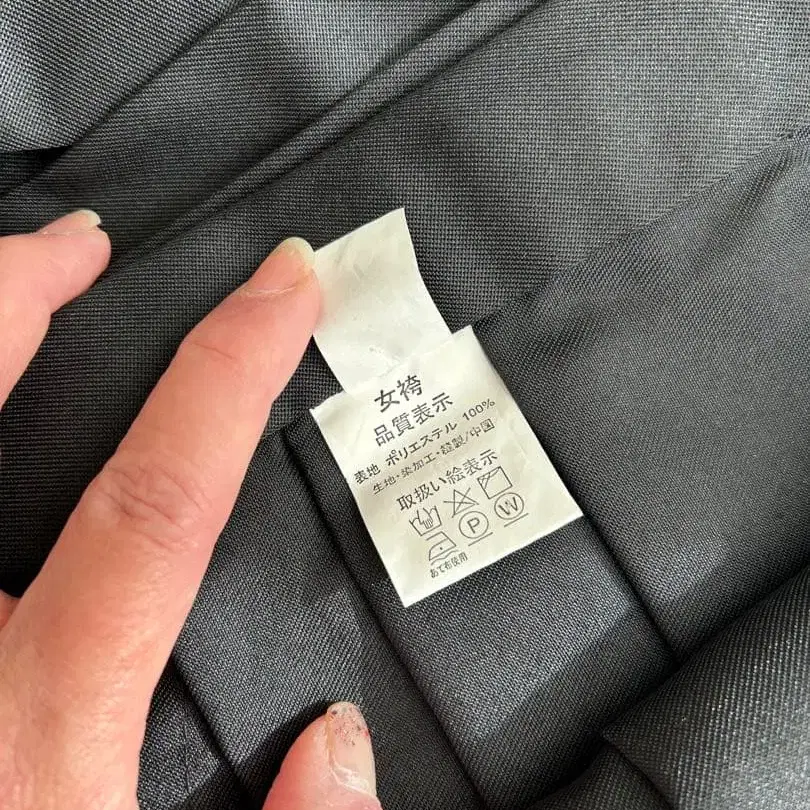 女袴
品質表示
表地 ポリエステル 100%
生地・染加工・縫製/中国
取扱い絵表示
P W
あて布使用